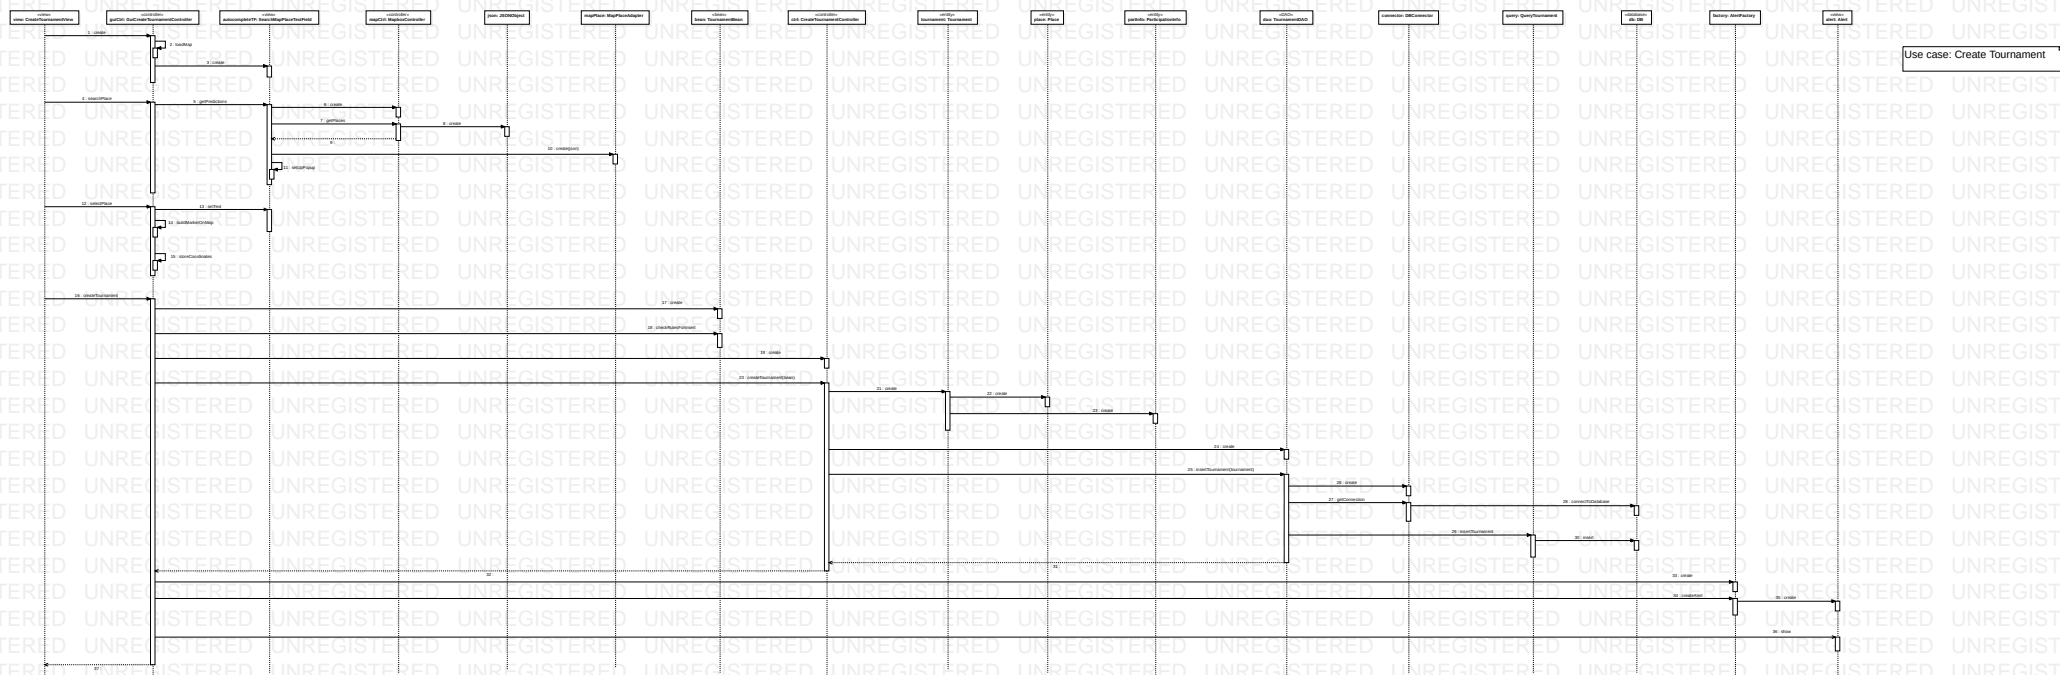 «view»
view: CreateTournamentView
«controller»
guiCtrl: GuiCreateTournamentController
«view»
autocompleteTF: SearchMapPlaceTextField
«controller»
mapCtrl: MapboxController
json: JSONObject
mapPlace: MapPlaceAdapter
«bean»
bean: TournamentBean
«controller»
ctrl: CreateTournamentController
«entity»
tournament: Tournament
«entity»
place: Place
«entity»
partInfo: ParticipationInfo
«DAO»
dao: TournamentDAO
connector: DBConnector
query: QueryTournament
«database»
db: DB
factory: AlertFactory
«view»
alert: Alert
Use case: Create Tournament
1 : create
2 : loadMap
3 : create
4 : searchPlace
5 : getPredictions
6 : create
7 : getPlaces
8 : create
9 :
10 : create(json)
11 : setUpPopup
12 : selectPlace
13 : setText
14 : buildMarkerOnMap
15 : storeCoordinates
16 : createTournament
17 : create
18 : checkRulesForInsert
19 : create
20 : createTournament(bean)
21 : create
22 : create
23 : create
24 : create
25 : insertTournament(tournament)
26 : create
27 : getConnection
28 : connectToDatabase
29 : insertTournament
30 : insert
31
32
33 : create
34 : createAlert
35 : create
36 : show
37
UNREGISTERED